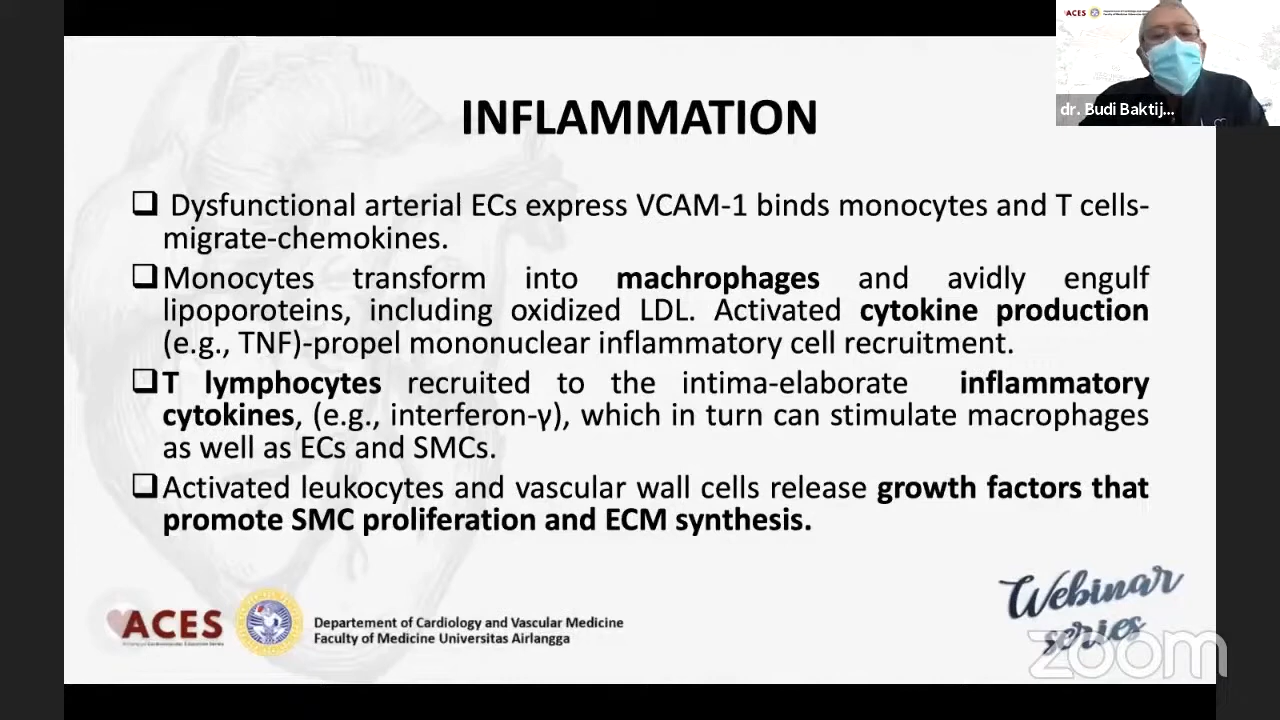 ACES
dr. Budi Baktij...
INFLAMMATION
❑ Dysfunctional arterial ECs express VCAM-1 binds monocytes and T cells-
migrate-chemokines.
❑Monocytes transform into machrophages and avidly engulf
lipoporoteins, including oxidized LDL. Activated cytokine production
(e.g., TNF)-propel mononuclear inflammatory cell recruitment.
❑T lymphocytes recruited to the intima-elaborate inflammatory
cytokines, (e.g., interferon-γ), which in turn can stimulate macrophages
as well as ECs and SMCs.
❑Activated leukocytes and vascular wall cells release growth factors that
promote SMC proliferation and ECM synthesis.
ACES
Departement of Cardiology and Vascular Medicine
Faculty of Medicine Universitas Airlangga
Webinar
series
zoom